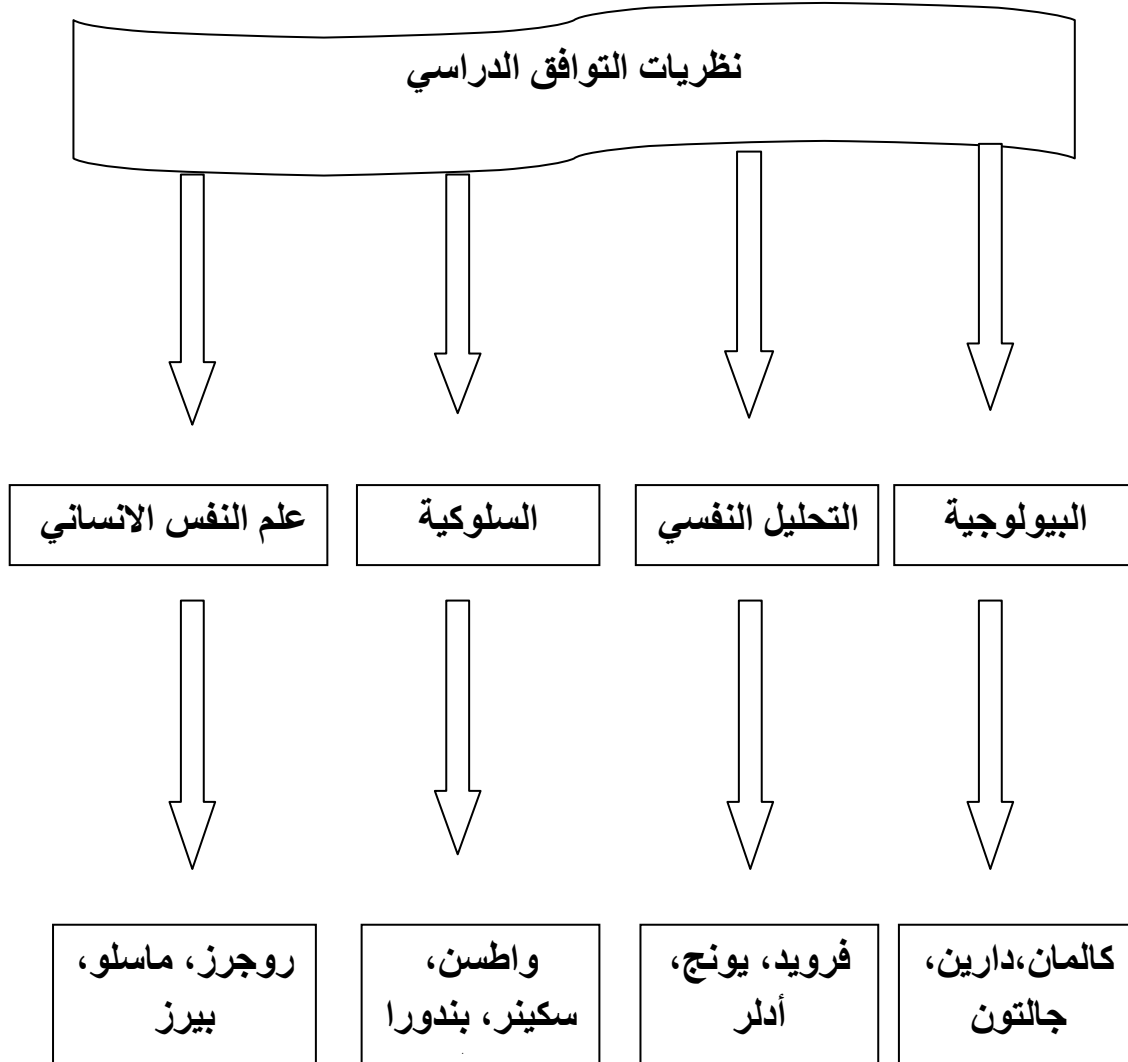 نظريات التوافق الدراسي
البيولوجية
التحليل النفسي
السلوكية
علم النفس الانساني
كالمان،دارين،
جالتون
فرويد، يونج،
أدلر
واطسن،
سكينر، بندورا
روجرز، ماسلو،
بيرز